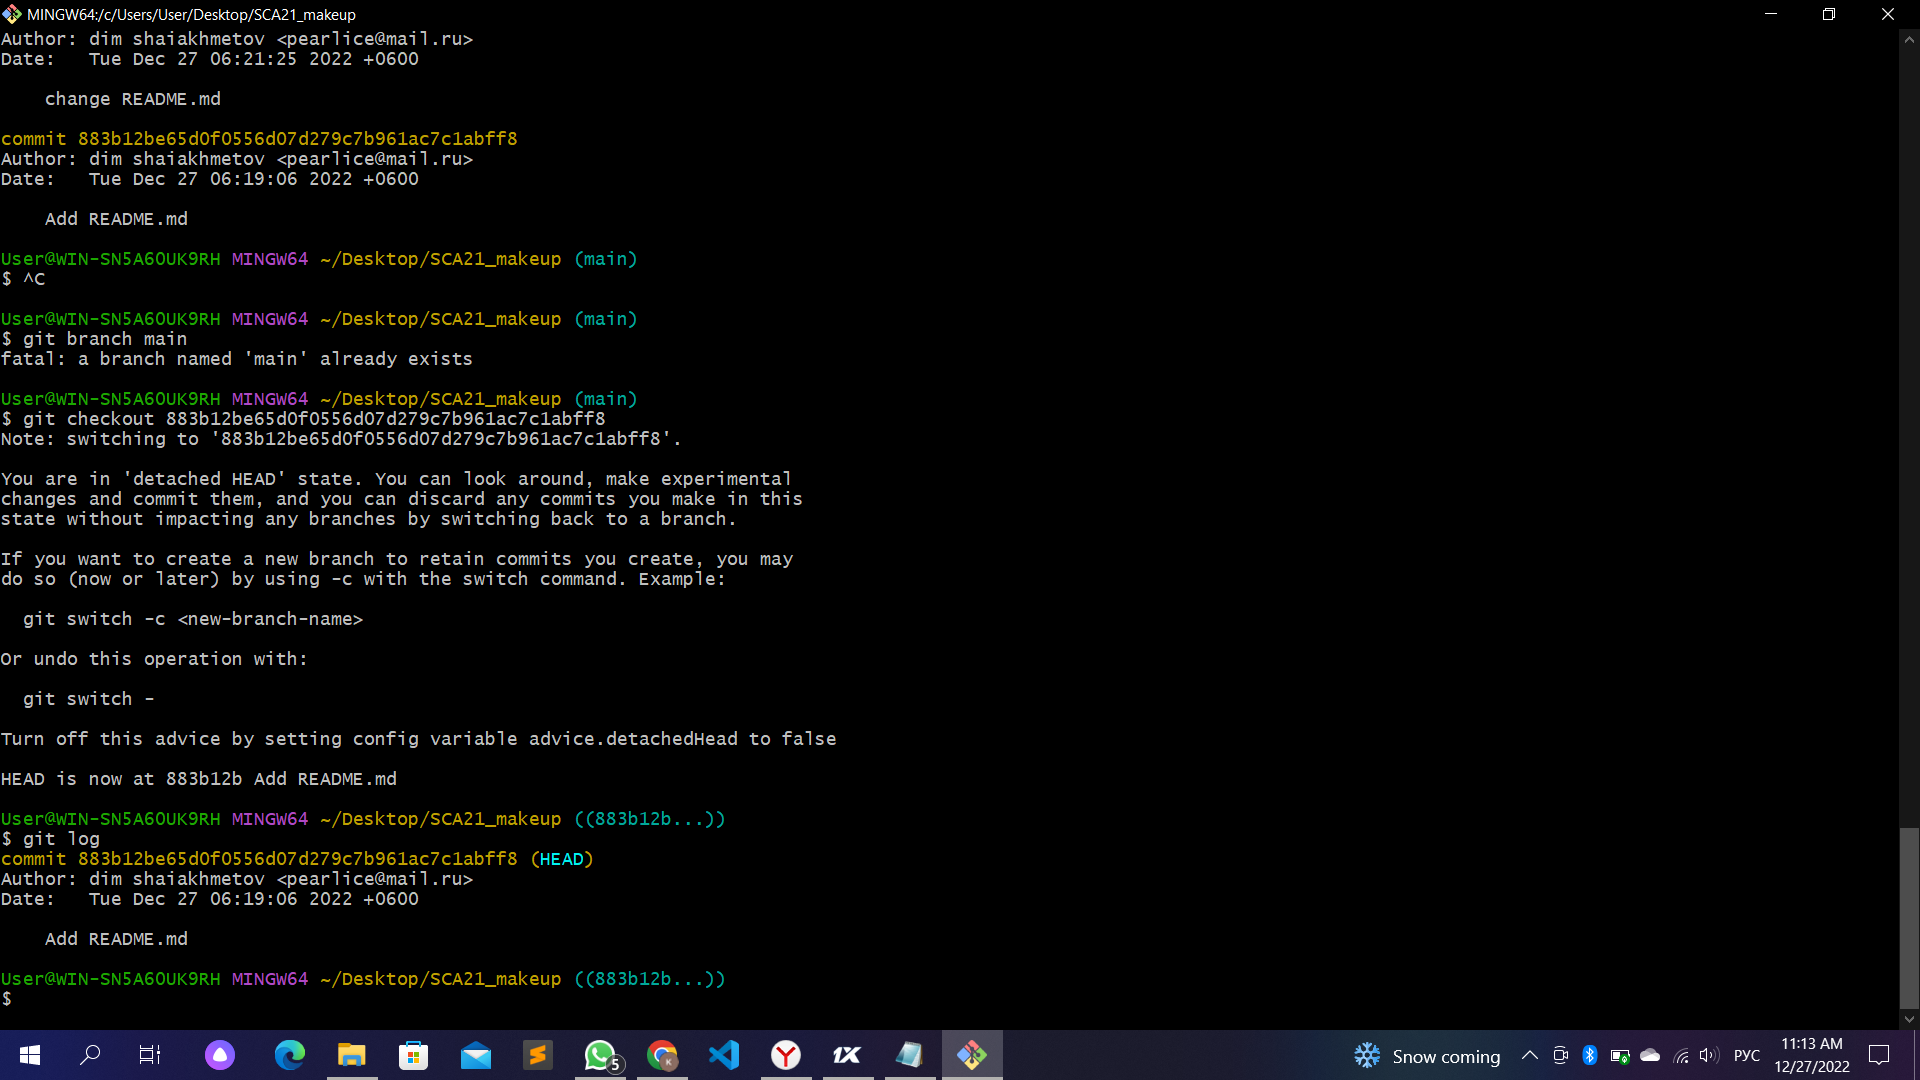 MINGW64:/c/Users/User/Desktop/SCA21_makeup
Author: dim shaiakhmetov <pearlice@mail.ru>
Date:   Tue Dec 27 06:21:25 2022 +0600
change README.md
commit 883b12be65d0f0556d07d279c7b961ac7c1abff8
Author: dim shaiakhmetov <pearlice@mail.ru>
Date:   Tue Dec 27 06:19:06 2022 +0600
Add README.md
User@WIN-SN5A6OUK9RH MINGW64 ~/Desktop/SCA21_makeup (main)
$ ^C
User@WIN-SN5A6OUK9RH MINGW64 ~/Desktop/SCA21_makeup (main)
$ git branch main
fatal: a branch named 'main' already exists
User@WIN-SN5A6OUK9RH MINGW64 ~/Desktop/SCA21_makeup (main)
$ git checkout 883b12be65d0f0556d07d279c7b961ac7c1abff8
Note: switching to '883b12be65d0f0556d07d279c7b961ac7c1abff8'.
You are in 'detached HEAD' state. You can look around, make experimental
changes and commit them, and you can discard any commits you make in this
state without impacting any branches by switching back to a branch.
If you want to create a new branch to retain commits you create, you may
do so (now or later) by using -c with the switch command. Example:
git switch -c <new-branch-name>
Or undo this operation with:
git switch -
Turn off this advice by setting config variable advice.detachedHead to false
HEAD is now at 883b12b Add README.md
User@WIN-SN5A6OUK9RH MINGW64 ~/Desktop/SCA21_makeup ((883b12b...))
$ git log
commit 883b12be65d0f0556d07d279c7b961ac7c1abff8 (HEAD)
Author: dim shaiakhmetov <pearlice@mail.ru>
Date:   Tue Dec 27 06:19:06 2022 +0600
Add README.md
User@WIN-SN5A6OUK9RH MINGW64 ~/Desktop/SCA21_makeup ((883b12b...))
$
5
K
1X
Snow coming
РУС
11:13 AM
12/27/2022